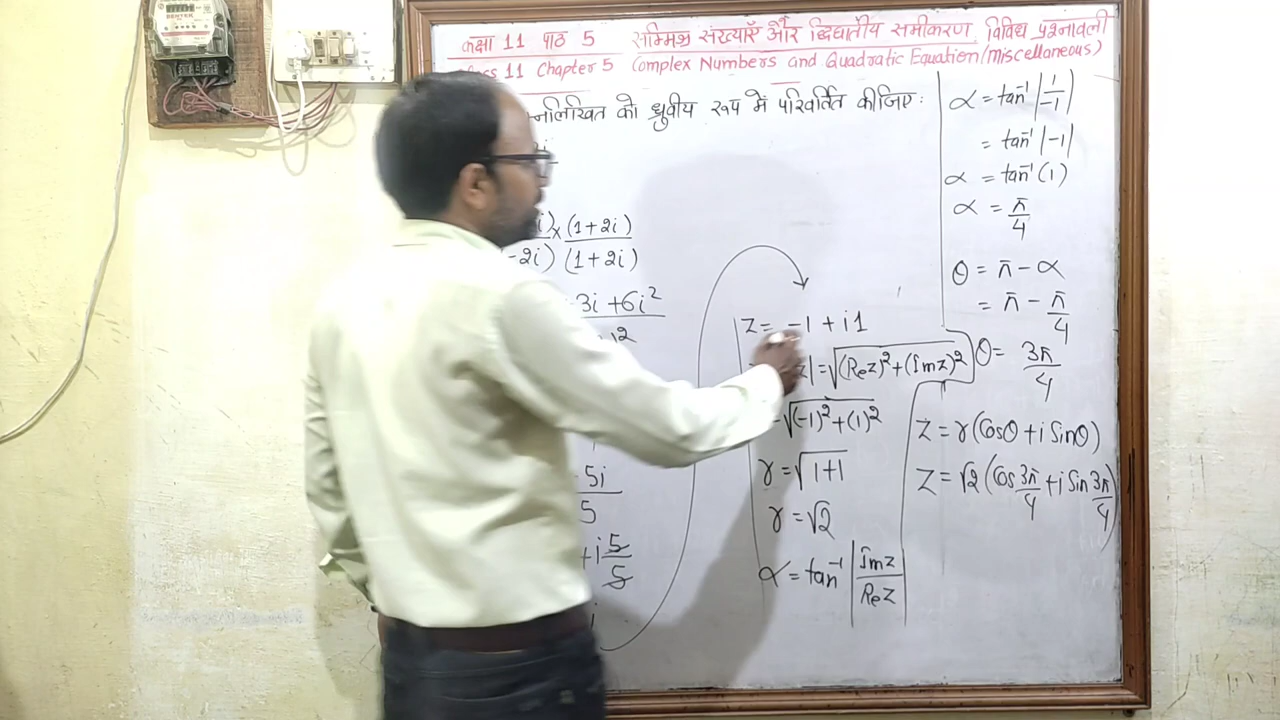 कक्षा 11 पाठ 5 सम्मिश्र संख्याएँ और द्विघातीय समीकरण विविध प्रश्नावली
11 Chapter 5 Complex Numbers and Quadratic Equation/miscellaneous)
को ध्रुवीय रूप में परिवर्तित कीजिए:
× (1+2i)
-2i) (1+2i)
3i + 6i²
5i
5
+i 5
5
z = -1 + i1
z| = √(Rez)² + (Imz)²
√(-1)² + (1)²
r = √1+1
r = √2
α = tan⁻¹ |Imz
Rez|
α = tan⁻¹ |1
-1|
= tan⁻¹ |-1|
α = tan⁻¹ (1)
α = π
4
θ = π - α
= π - π
4
θ = 3π
4
z = r (Cosθ + i Sinθ)
z = √2 (Cos 3π
4 + i Sin 3π
4)